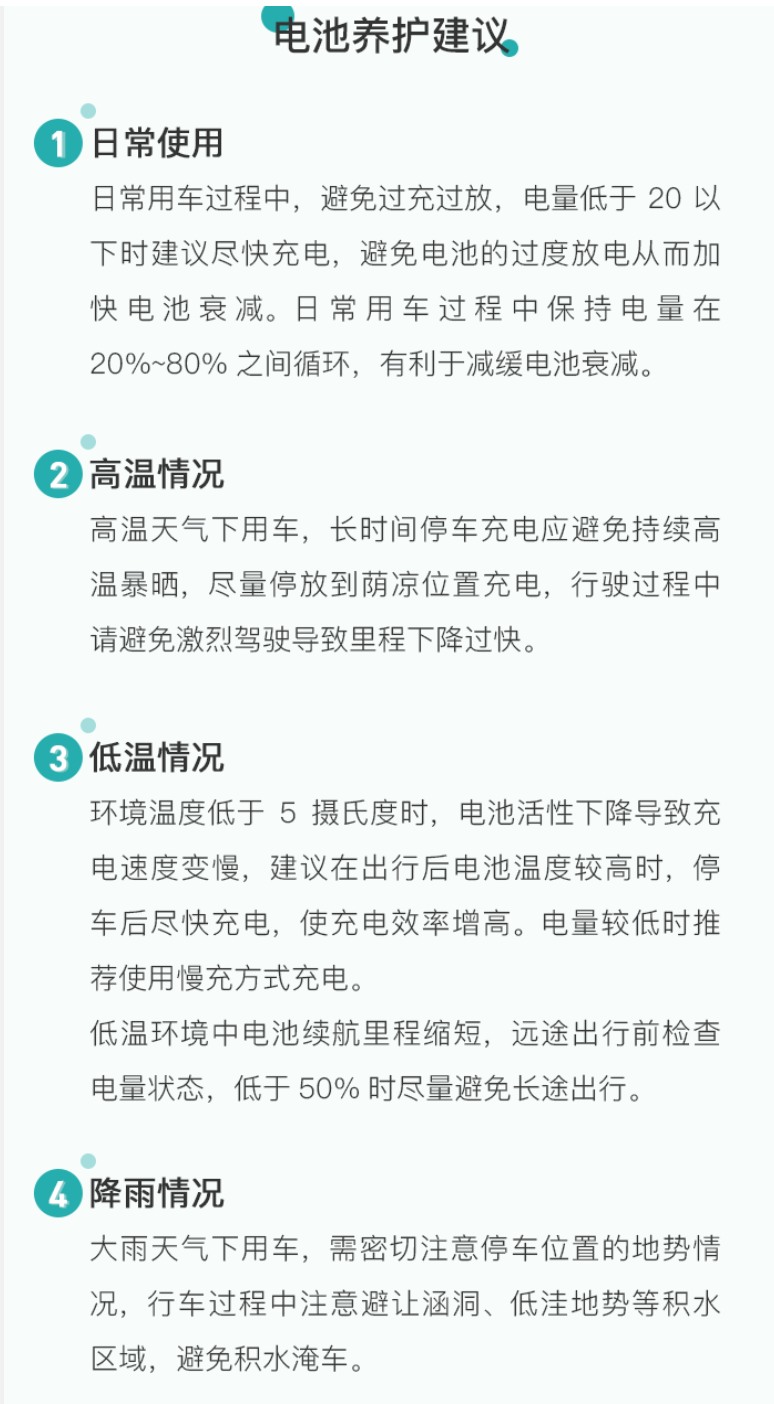 电池养护建议
1 日常使用
日常用车过程中，避免过充过放，电量低于 20 以
下时建议尽快充电，避免电池的过度放电从而加
快电池衰减。日常用车过程中保持电量在
20%~80% 之间循环，有利于减缓电池衰减。
2 高温情况
高温天气下用车，长时间停车充电应避免持续高
温暴晒，尽量停放到荫凉位置充电，行驶过程中
请避免激烈驾驶导致里程下降过快。
3 低温情况
环境温度低于 5 摄氏度时，电池活性下降导致充
电速度变慢，建议在出行后电池温度较高时，停
车后尽快充电，使充电效率增高。电量较低时推
荐使用慢充方式充电。
低温环境中电池续航里程缩短，远途出行前检查
电量状态，低于 50% 时尽量避免长途出行。
4 降雨情况
大雨天气下用车，需密切注意停车位置的地势情
况，行车过程中注意避让涵洞、低洼地势等积水
区域，避免积水淹车。